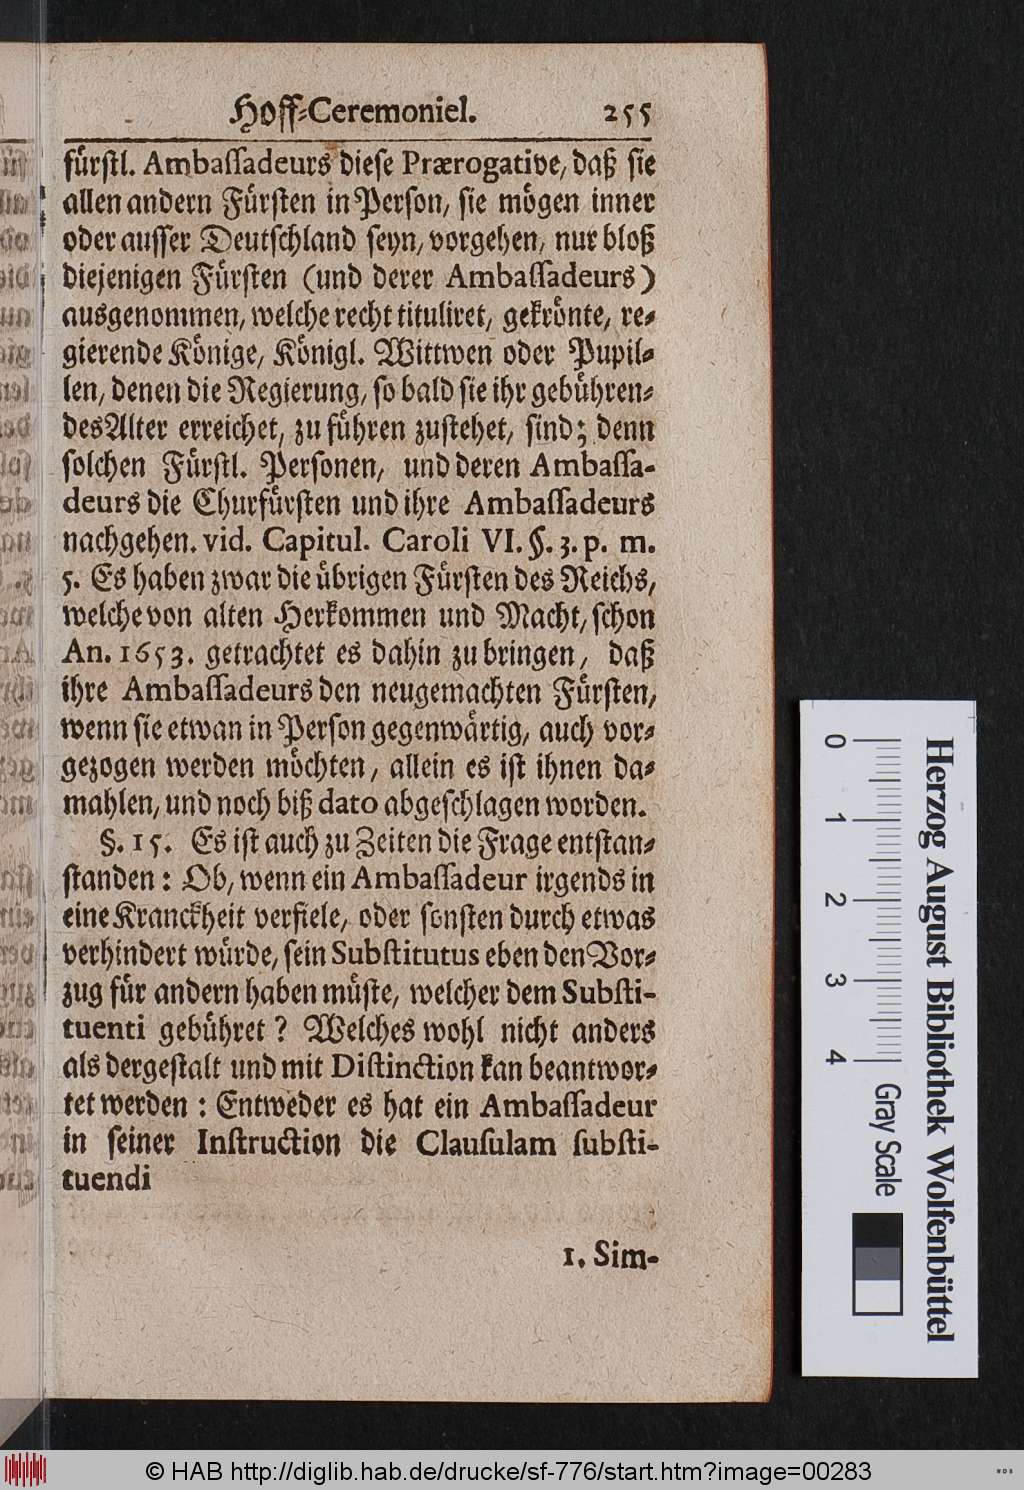 Hoff-Ceremoniel. 255
fürstl. Ambaſſadeurs dieſe Prærogative, daß ſie
allen andern Fürſten in Perſon, ſie mögen inner
oder auſſer Deutſchland ſeyn, vorgehen, nur bloß
diejenigen Fürſten (und derer Ambaſſadeurs)
ausgenommen, welche recht tituliret, gekrönte, re-
gierende Könige, Königl. Wittwen oder Pupil-
len, denen die Regierung, ſo bald ſie ihr gebühren-
des Alter erreichet, zu führen zuſtehet, ſind; denn
ſolchen Fürſtl. Perſonen, und deren Ambaſſa-
deurs die Churfürſten und ihre Ambaſſadeurs
nachgehen. vid. Capitul. Caroli VI. §. 3. p. m.
5. Es haben zwar die übrigen Fürſten des Reichs,
welche von alten Herkommen und Macht, ſchon
An. 1653. getrachtet es dahin zu bringen, daß
ihre Ambaſſadeurs den neugemachten Fürſten,
wenn ſie etwan in Perſon gegenwärtig, auch vor-
gezogen werden möchten, allein es iſt ihnen da-
mahlen, und noch biß dato abgeſchlagen worden.
§. 15. Es iſt auch zu Zeiten die Frage entſtan-
ſtanden: Ob, wenn ein Ambaſſadeur irgends in
eine Kranckheit verfiele, oder ſonſten durch etwas
verhindert würde, ſein Subſtitutus eben den Vor-
zug für andern haben müſte, welcher dem Subſti-
tuenti gebühret? Welches wohl nicht anders
als dergeſtalt und mit Diſtinction kan beantwor-
tet werden: Entweder es hat ein Ambaſſadeur
in ſeiner Inſtruction die Clauſulam ſubſti-
tuendi
1. Sim-
Herzog August Bibliothek Wolfenbüttel
0 1 2 3 4 Gray Scale
© HAB http://diglib.hab.de/drucke/sf-776/start.htm?image=00283